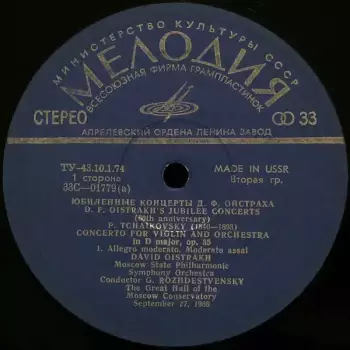 МИНИСТЕРСТВО КУЛЬТУРЫ СССР
МЕЛОДИЯ
ВСЕСОЮЗНАЯ ФИРМА ГРАМПЛАСТИНОК
СТЕРЕО
33
АПРЕЛЕВСКИЙ ОРДЕНА ЛЕНИНА ЗАВОД
ТУ-43.10.1.74
MADE IN USSR
1 сторона
Вторая гр.
33С—01779(а)
ЮБИЛЕЙНЫЕ КОНЦЕРТЫ Д. Ф. ОЙСТРАХА
D. F. OISTRAKH'S JUBILEE CONCERTS
(60th anniversary)
P. TCHAIKOVSKY (1840—1893)
CONCERTO FOR VIOLIN AND ORCHESTRA
in D major, op. 35
1. Allegro moderato. Moderato assai
DAVID OISTRAKH
Moscow State Philharmonic
Symphony Orchestra
Conductor G. ROZHDESTVENSKY
The Great Hall of the
Moscow Conservatory
September 27, 1968